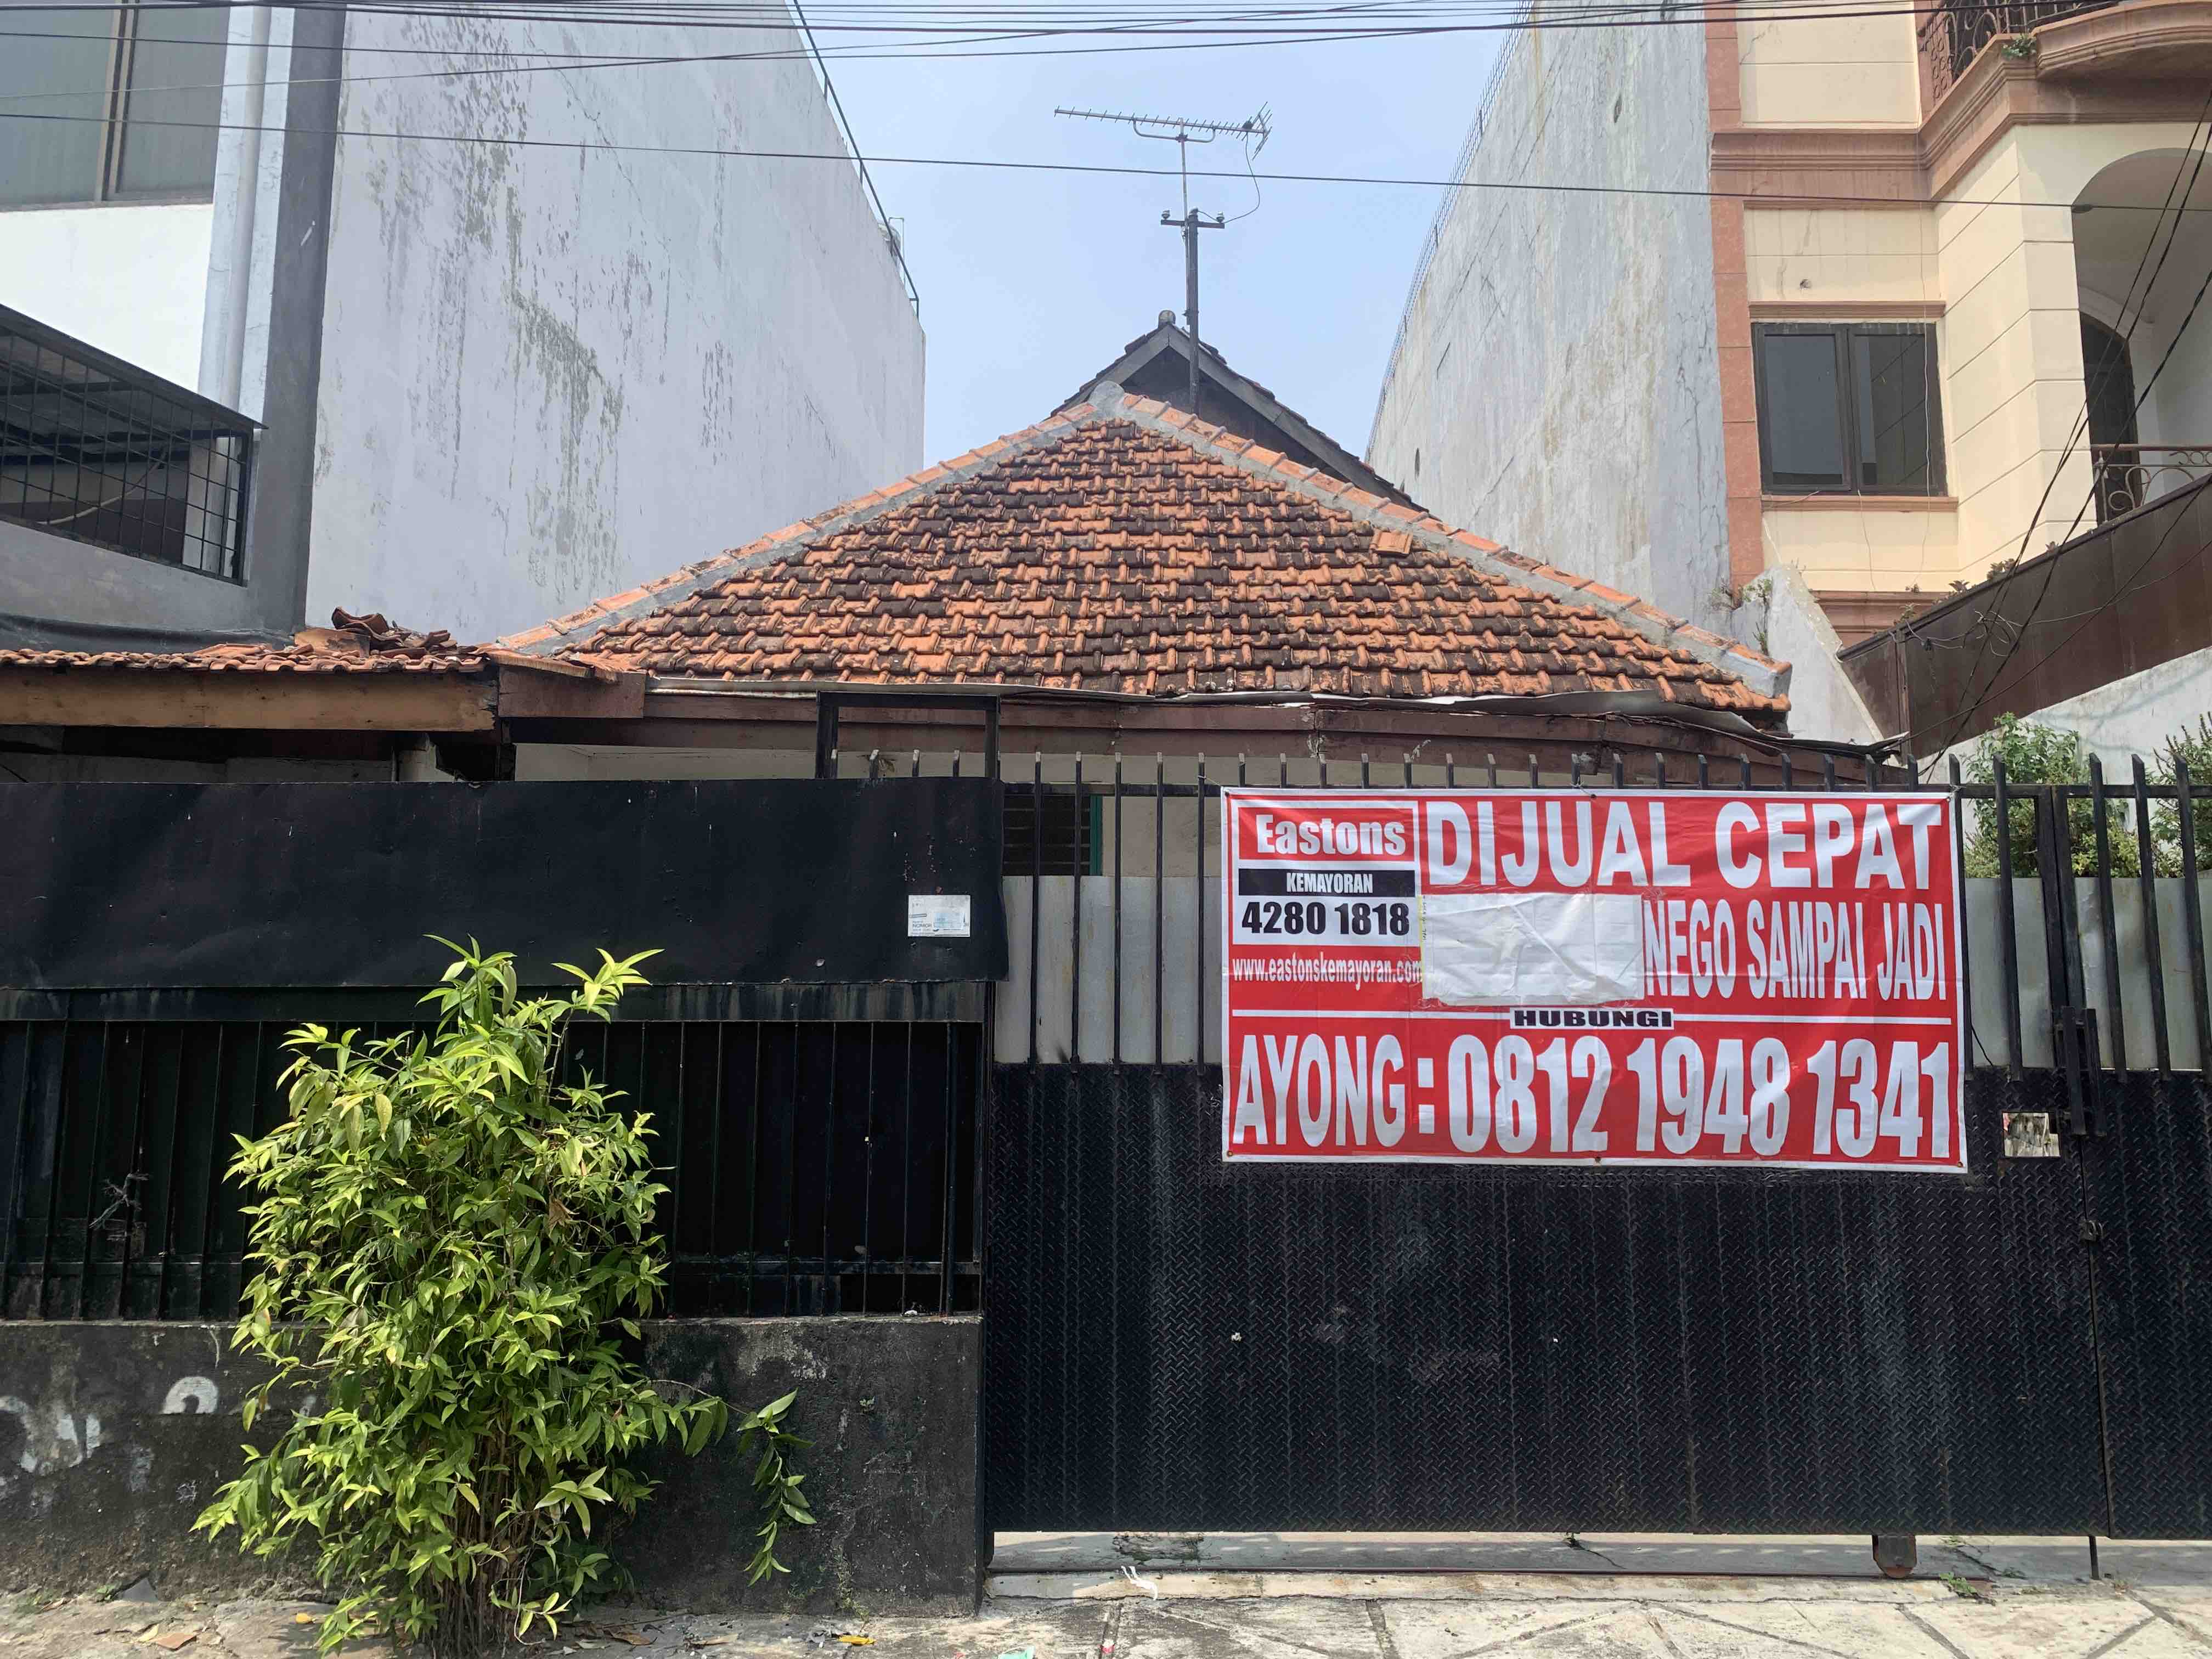 Eastons
KEMAYORAN
4280 1818
www.eastonskemayoran.com
DIJUAL CEPAT
NEGO SAMPAI JADI
HUBUNGI
AYONG : 0812 1948 1341